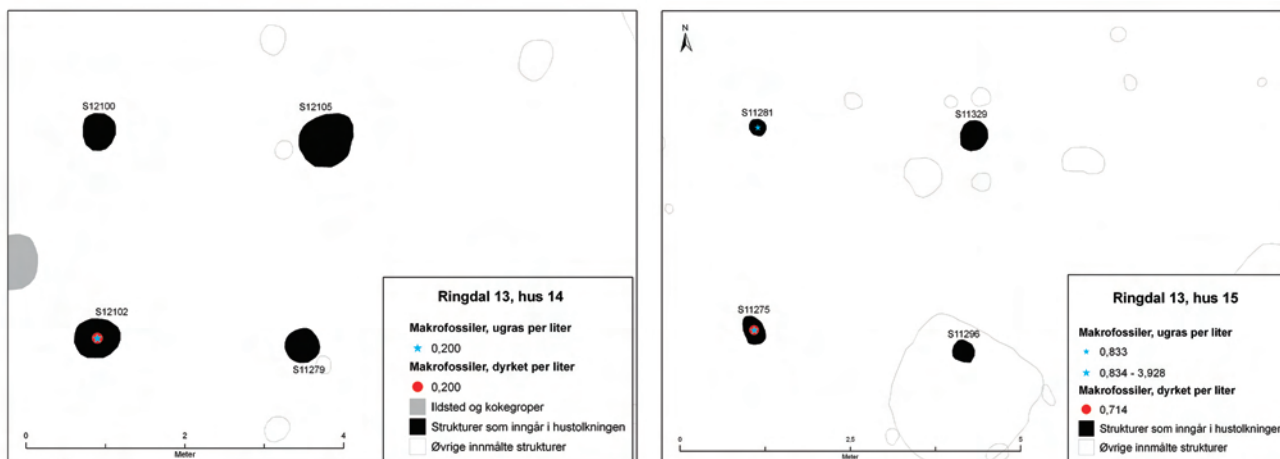 S12100
S12105
S12102
S11279
Ringdal 13, hus 14
Makrofossiler, ugras per liter
0,200
Makrofossiler, dyrket per liter
0,200
Ildsted og kokegroper
Strukturer som inngår i hustolkningen
Øvrige innmålte strukturer
0 2 4
Meter
N
S11281
S11329
S11275
S11296
Ringdal 13, hus 15
Makrofossiler, ugras per liter
0,833
0,834 - 3,928
Makrofossiler, dyrket per liter
0,714
Strukturer som inngår i hustolkningen
Øvrige innmålte strukturer
0 2,5 5
Meter